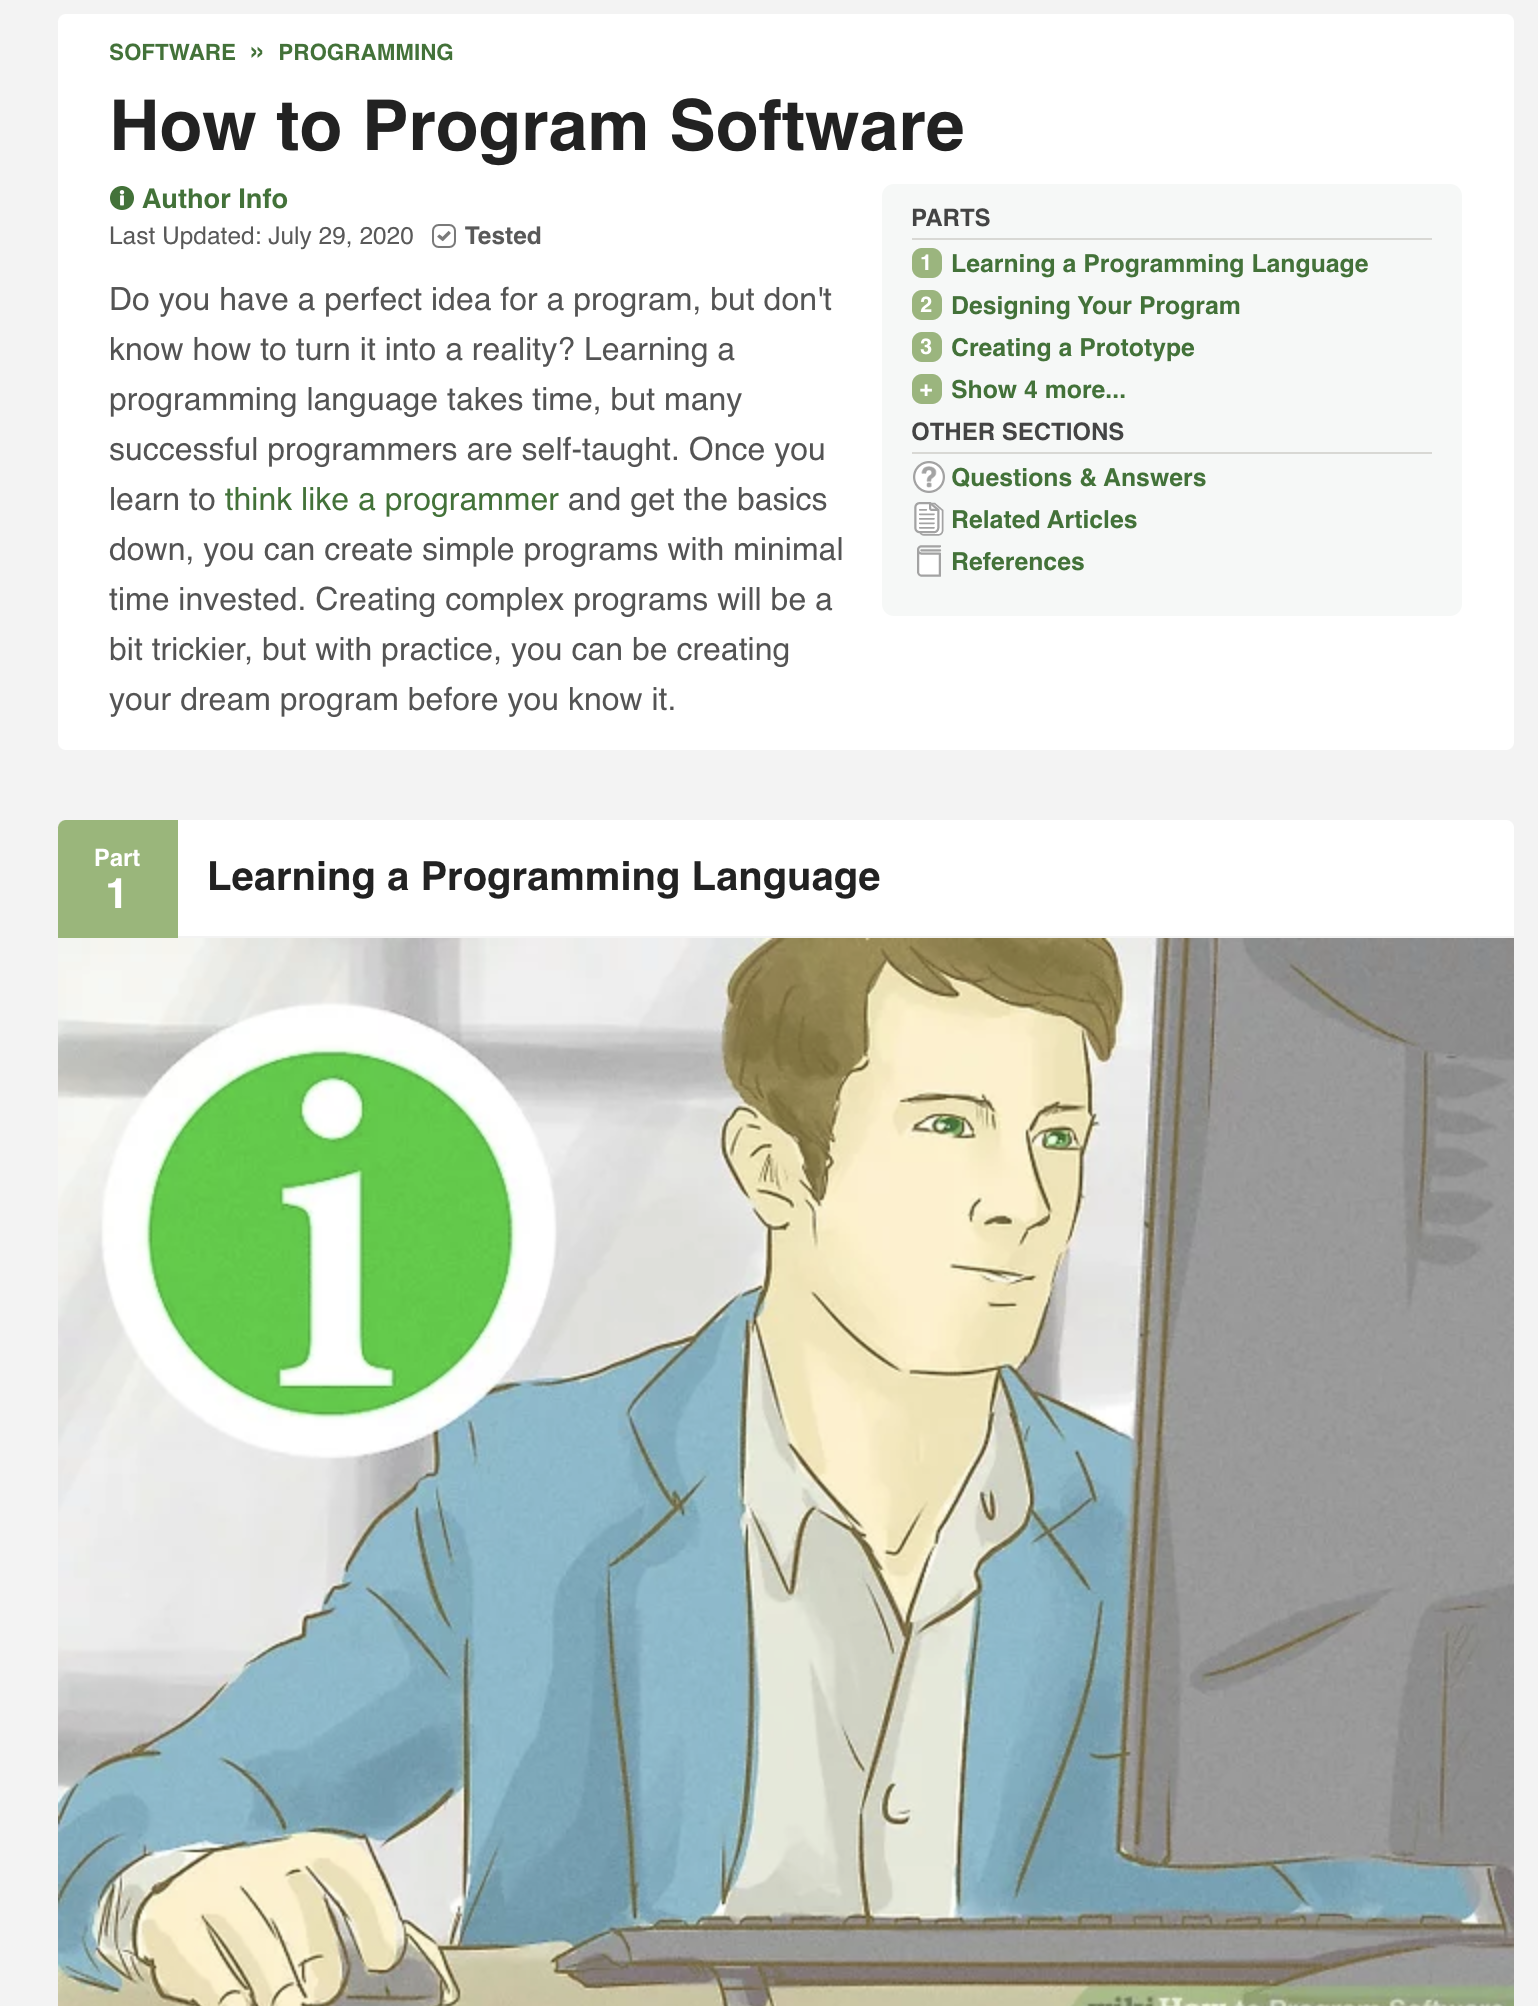 SOFTWARE » PROGRAMMING
How to Program Software
Author Info
Last Updated: July 29, 2020 Tested
Do you have a perfect idea for a program, but don't
know how to turn it into a reality? Learning a
programming language takes time, but many
successful programmers are self-taught. Once you
learn to think like a programmer and get the basics
down, you can create simple programs with minimal
time invested. Creating complex programs will be a
bit trickier, but with practice, you can be creating
your dream program before you know it.
PARTS
1 Learning a Programming Language
2 Designing Your Program
3 Creating a Prototype
+ Show 4 more...
OTHER SECTIONS
? Questions & Answers
Related Articles
References
Part
1
Learning a Programming Language
i
wikiHow to Program Software